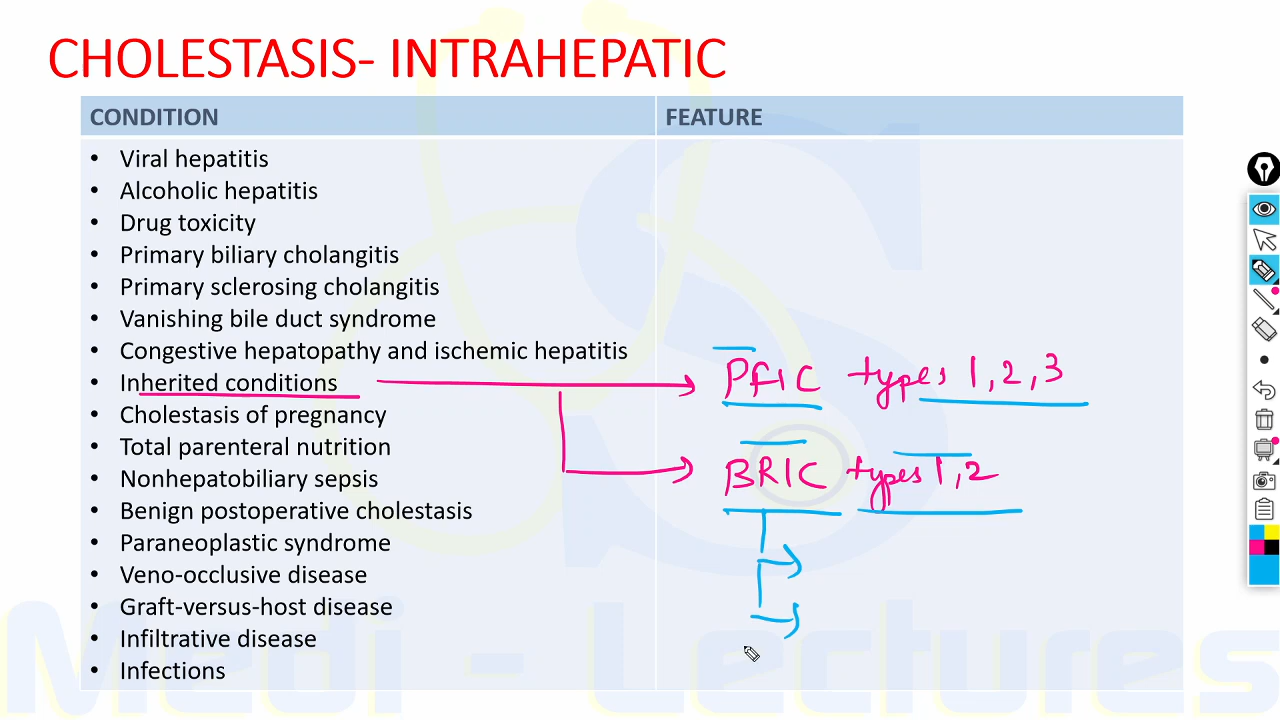 CHOLESTASIS- INTRAHEPATIC
CONDITION
FEATURE
• Viral hepatitis
• Alcoholic hepatitis
• Drug toxicity
• Primary biliary cholangitis
• Primary sclerosing cholangitis
• Vanishing bile duct syndrome
• Congestive hepatopathy and ischemic hepatitis
• Inherited conditions
• Cholestasis of pregnancy
• Total parenteral nutrition
• Nonhepatobiliary sepsis
• Benign postoperative cholestasis
• Paraneoplastic syndrome
• Veno-occlusive disease
• Graft-versus-host disease
• Infiltrative disease
• Infections
PfIC types 1, 2, 3
BRIC types 1, 2
Medi - Lectures